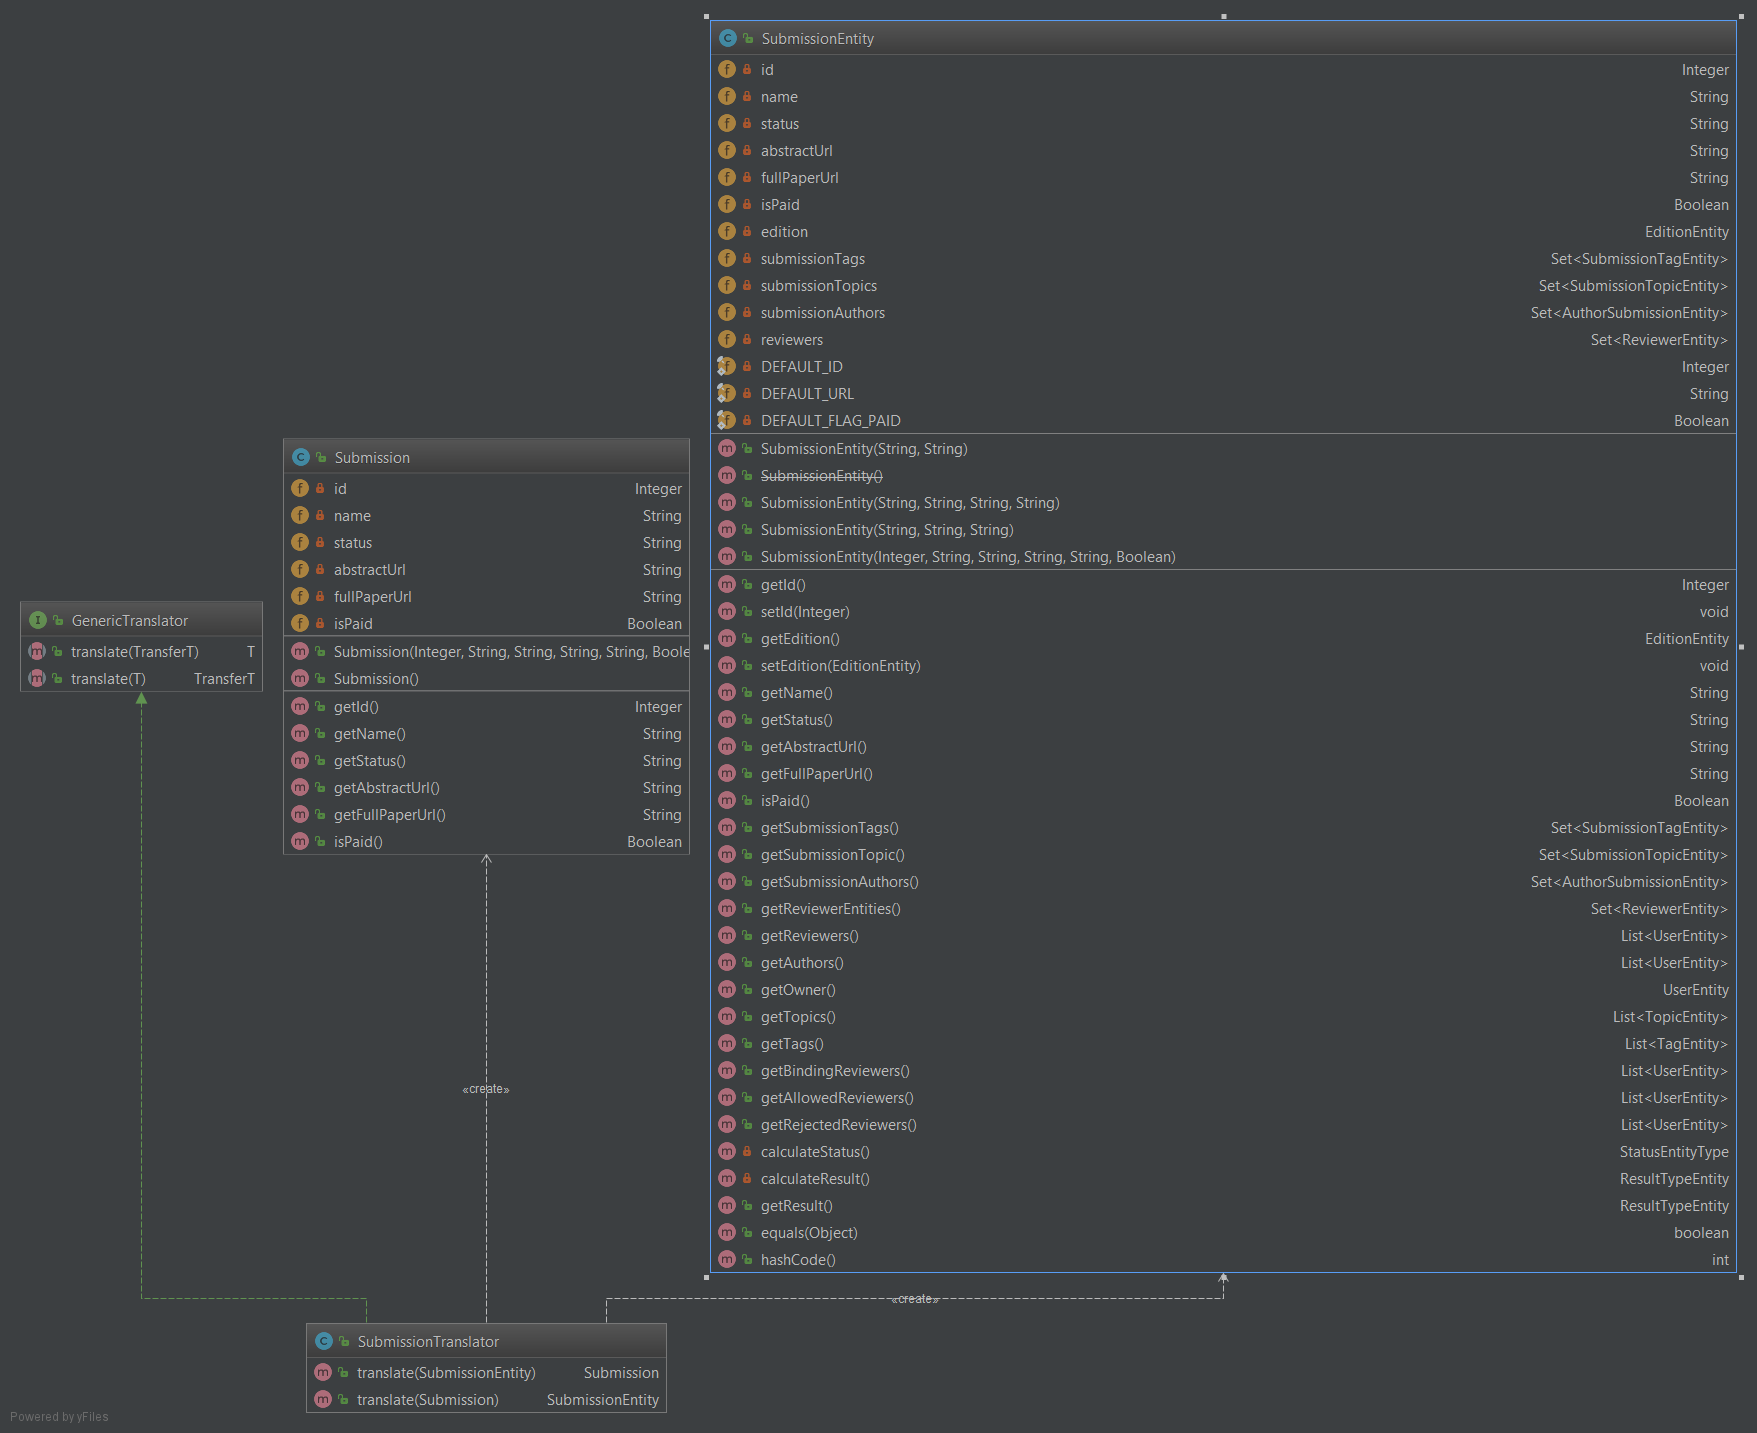 SubmissionEntity
id Integer
name String
status String
abstractUrl String
fullPaperUrl String
isPaid Boolean
edition EditionEntity
submissionTags Set<SubmissionTagEntity>
submissionTopics Set<SubmissionTopicEntity>
submissionAuthors Set<AuthorSubmissionEntity>
reviewers Set<ReviewerEntity>
DEFAULT_ID Integer
DEFAULT_URL String
DEFAULT_FLAG_PAID Boolean
SubmissionEntity(String, String)
SubmissionEntity()
SubmissionEntity(String, String, String, String)
SubmissionEntity(String, String, String)
SubmissionEntity(Integer, String, String, String, String, Boolean)
getId() Integer
setId(Integer) void
getEdition() EditionEntity
setEdition(EditionEntity) void
getName() String
getStatus() String
getAbstractUrl() String
getFullPaperUrl() String
isPaid() Boolean
getSubmissionTags() Set<SubmissionTagEntity>
getSubmissionTopic() Set<SubmissionTopicEntity>
getSubmissionAuthors() Set<AuthorSubmissionEntity>
getReviewerEntities() Set<ReviewerEntity>
getReviewers() List<UserEntity>
getAuthors() List<UserEntity>
getOwner() UserEntity
getTopics() List<TopicEntity>
getTags() List<TagEntity>
getBindingReviewers() List<UserEntity>
getAllowedReviewers() List<UserEntity>
getRejectedReviewers() List<UserEntity>
calculateStatus() StatusEntityType
calculateResult() ResultTypeEntity
getResult() ResultTypeEntity
equals(Object) boolean
hashCode() int
Submission
id Integer
name String
status String
abstractUrl String
fullPaperUrl String
isPaid Boolean
Submission(Integer, String, String, String, String, Boole
Submission()
getId() Integer
getName() String
getStatus() String
getAbstractUrl() String
getFullPaperUrl() String
isPaid() Boolean
GenericTranslator
translate(TransferT) T
translate(T) TransferT
«create»
«create»
SubmissionTranslator
translate(SubmissionEntity) Submission
translate(Submission) SubmissionEntity
Powered by yFiles